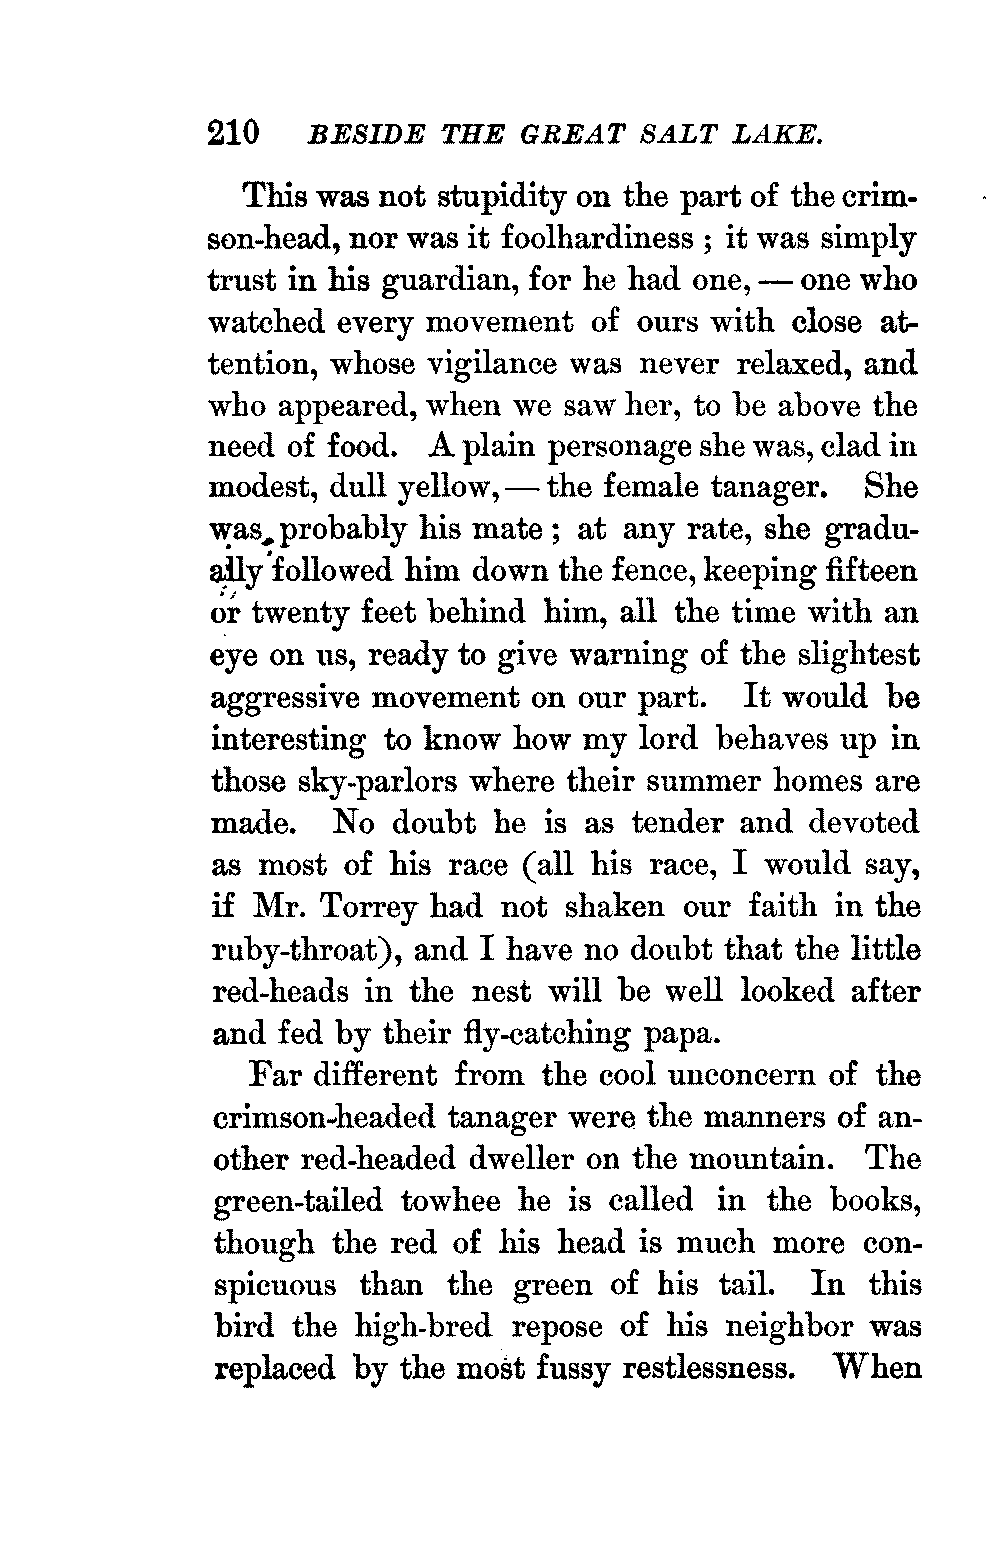 210 BESIDE THE GREAT SALT LAKE.
This was not stupidity on the part of the crim-
son-head, nor was it foolhardiness ; it was simply
trust in his guardian, for he had one, — one who
watched every movement of ours with close at-
tention, whose vigilance was never relaxed, and
who appeared, when we saw her, to be above the
need of food. A plain personage she was, clad in
modest, dull yellow, — the female tanager. She
was, probably his mate ; at any rate, she gradu-
ally followed him down the fence, keeping fifteen
or twenty feet behind him, all the time with an
eye on us, ready to give warning of the slightest
aggressive movement on our part. It would be
interesting to know how my lord behaves up in
those sky-parlors where their summer homes are
made. No doubt he is as tender and devoted
as most of his race (all his race, I would say,
if Mr. Torrey had not shaken our faith in the
ruby-throat), and I have no doubt that the little
red-heads in the nest will be well looked after
and fed by their fly-catching papa.
Far different from the cool unconcern of the
crimson-headed tanager were the manners of an-
other red-headed dweller on the mountain. The
green-tailed towhee he is called in the books,
though the red of his head is much more con-
spicuous than the green of his tail. In this
bird the high-bred repose of his neighbor was
replaced by the most fussy restlessness. When